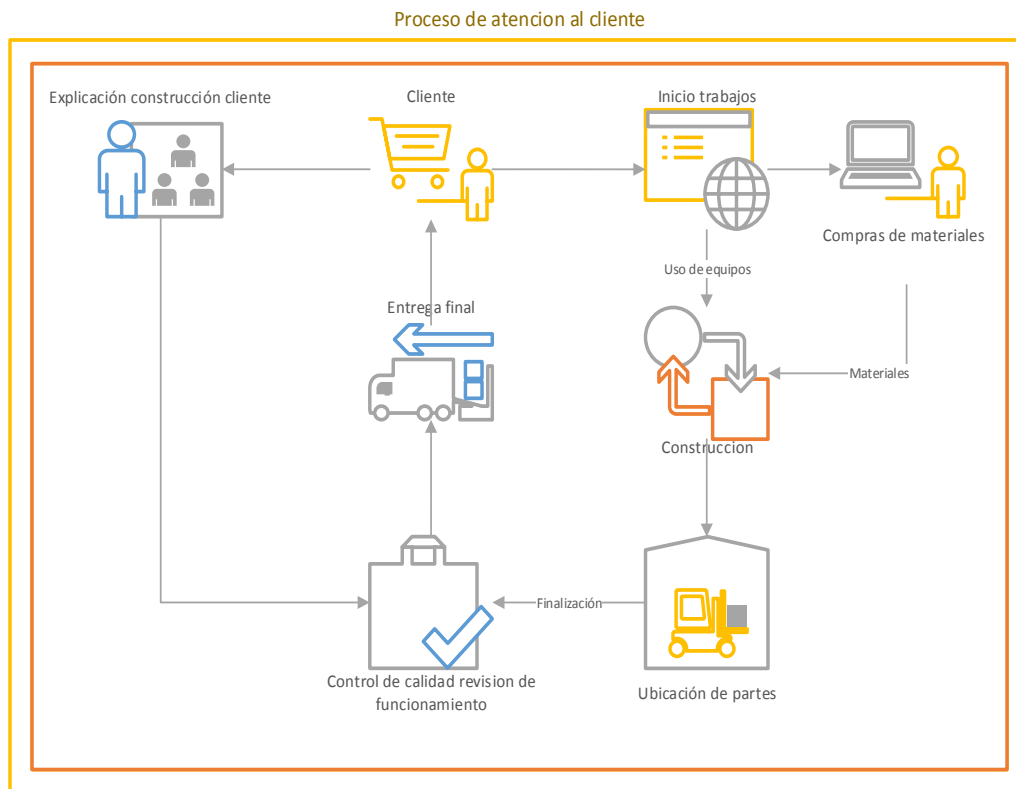 Proceso de atencion al cliente
Explicación construcción cliente
Cliente
Inicio trabajos
Compras de materiales
Uso de equipos
Entrega final
Materiales
Construccion
Finalización
Control de calidad revision de
funcionamiento
Ubicación de partes